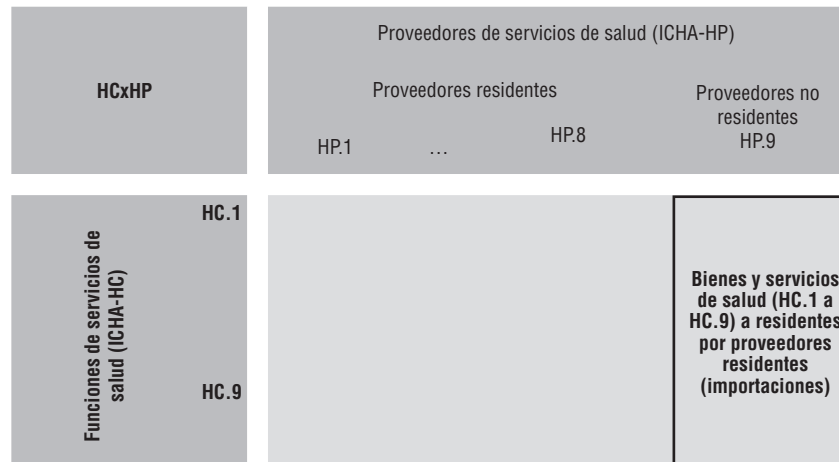 Proveedores de servicios de salud (ICHA-HP)
HCxHP
Proveedores residentes
Proveedores no
residentes
HP.9
HP.1
…
HP.8
Funciones de servicios de
salud (ICHA-HC)
HC.1
HC.9
Bienes y servicios
de salud (HC.1 a
HC.9) a residentes
por proveedores
residentes
(importaciones)